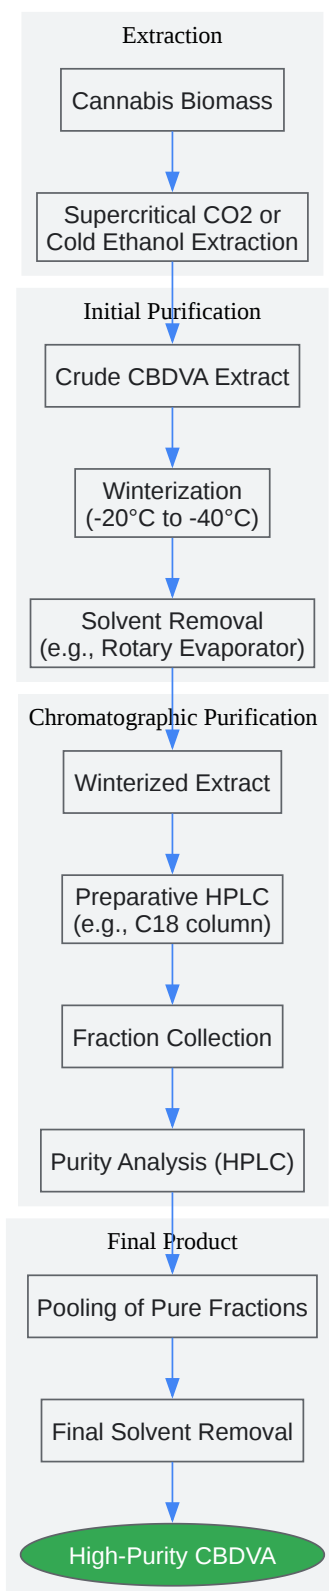 Extraction
Cannabis Biomass
Supercritical CO2 or
Cold Ethanol Extraction
Initial Purification
Crude CBDVA Extract
Winterization
(-20°C to -40°C)
Solvent Removal
(e.g., Rotary Evaporator)
Chromatographic Purification
Winterized Extract
Preparative HPLC
(e.g., C18 column)
Fraction Collection
Purity Analysis (HPLC)
Final Product
Pooling of Pure Fractions
Final Solvent Removal
High-Purity CBDVA